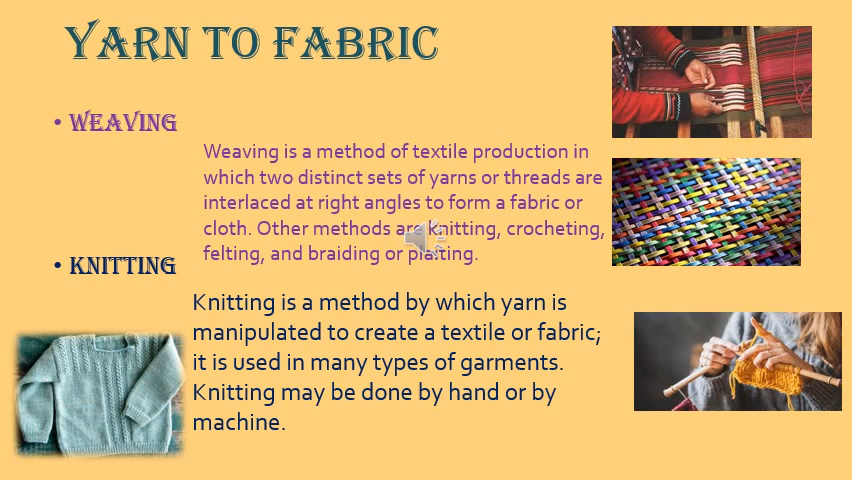 YARN TO FABRIC
• WEAVING
Weaving is a method of textile production in
which two distinct sets of yarns or threads are
interlaced at right angles to form a fabric or
cloth. Other methods are knitting, crocheting,
felting, and braiding or plaiting.
• KNITTING
Knitting is a method by which yarn is
manipulated to create a textile or fabric;
it is used in many types of garments.
Knitting may be done by hand or by
machine.